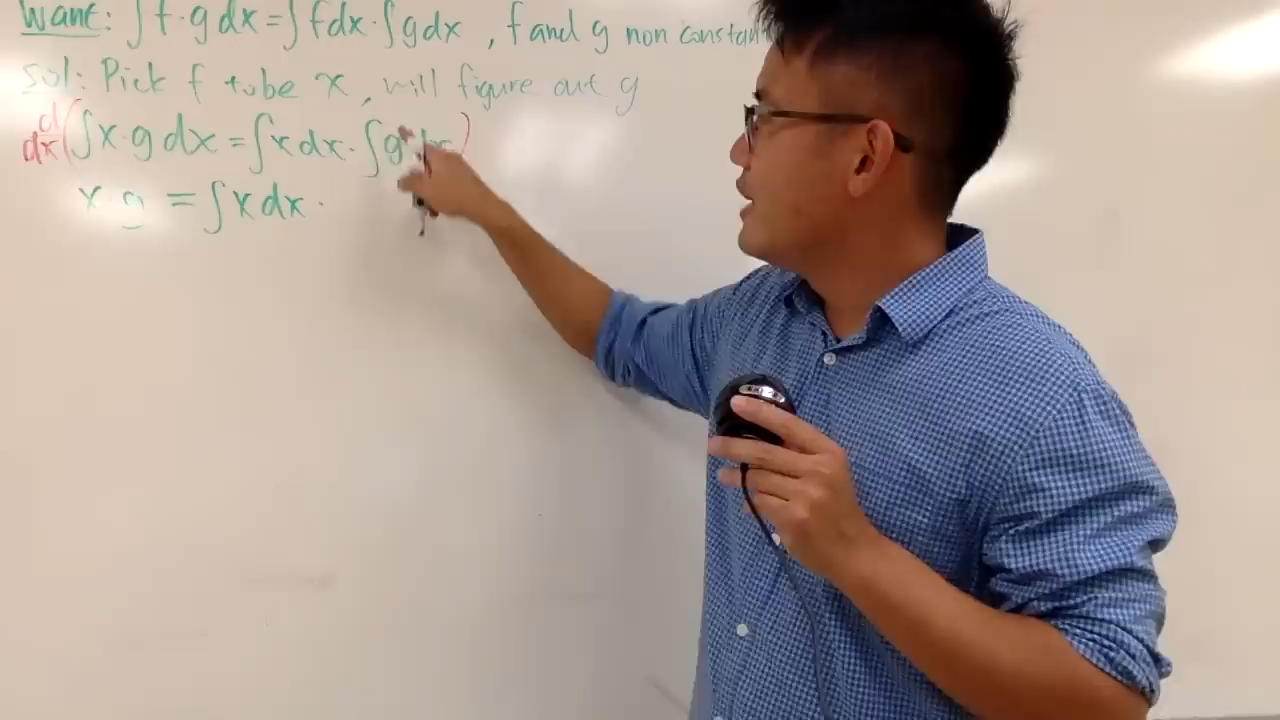 Want: ∫f·g dx = ∫f dx · ∫g dx , f and g non constant
Sol: Pick f to be x, will figure out g
d/dx (∫x·g dx = ∫x dx · ∫g dx)
x·g = ∫x dx ·